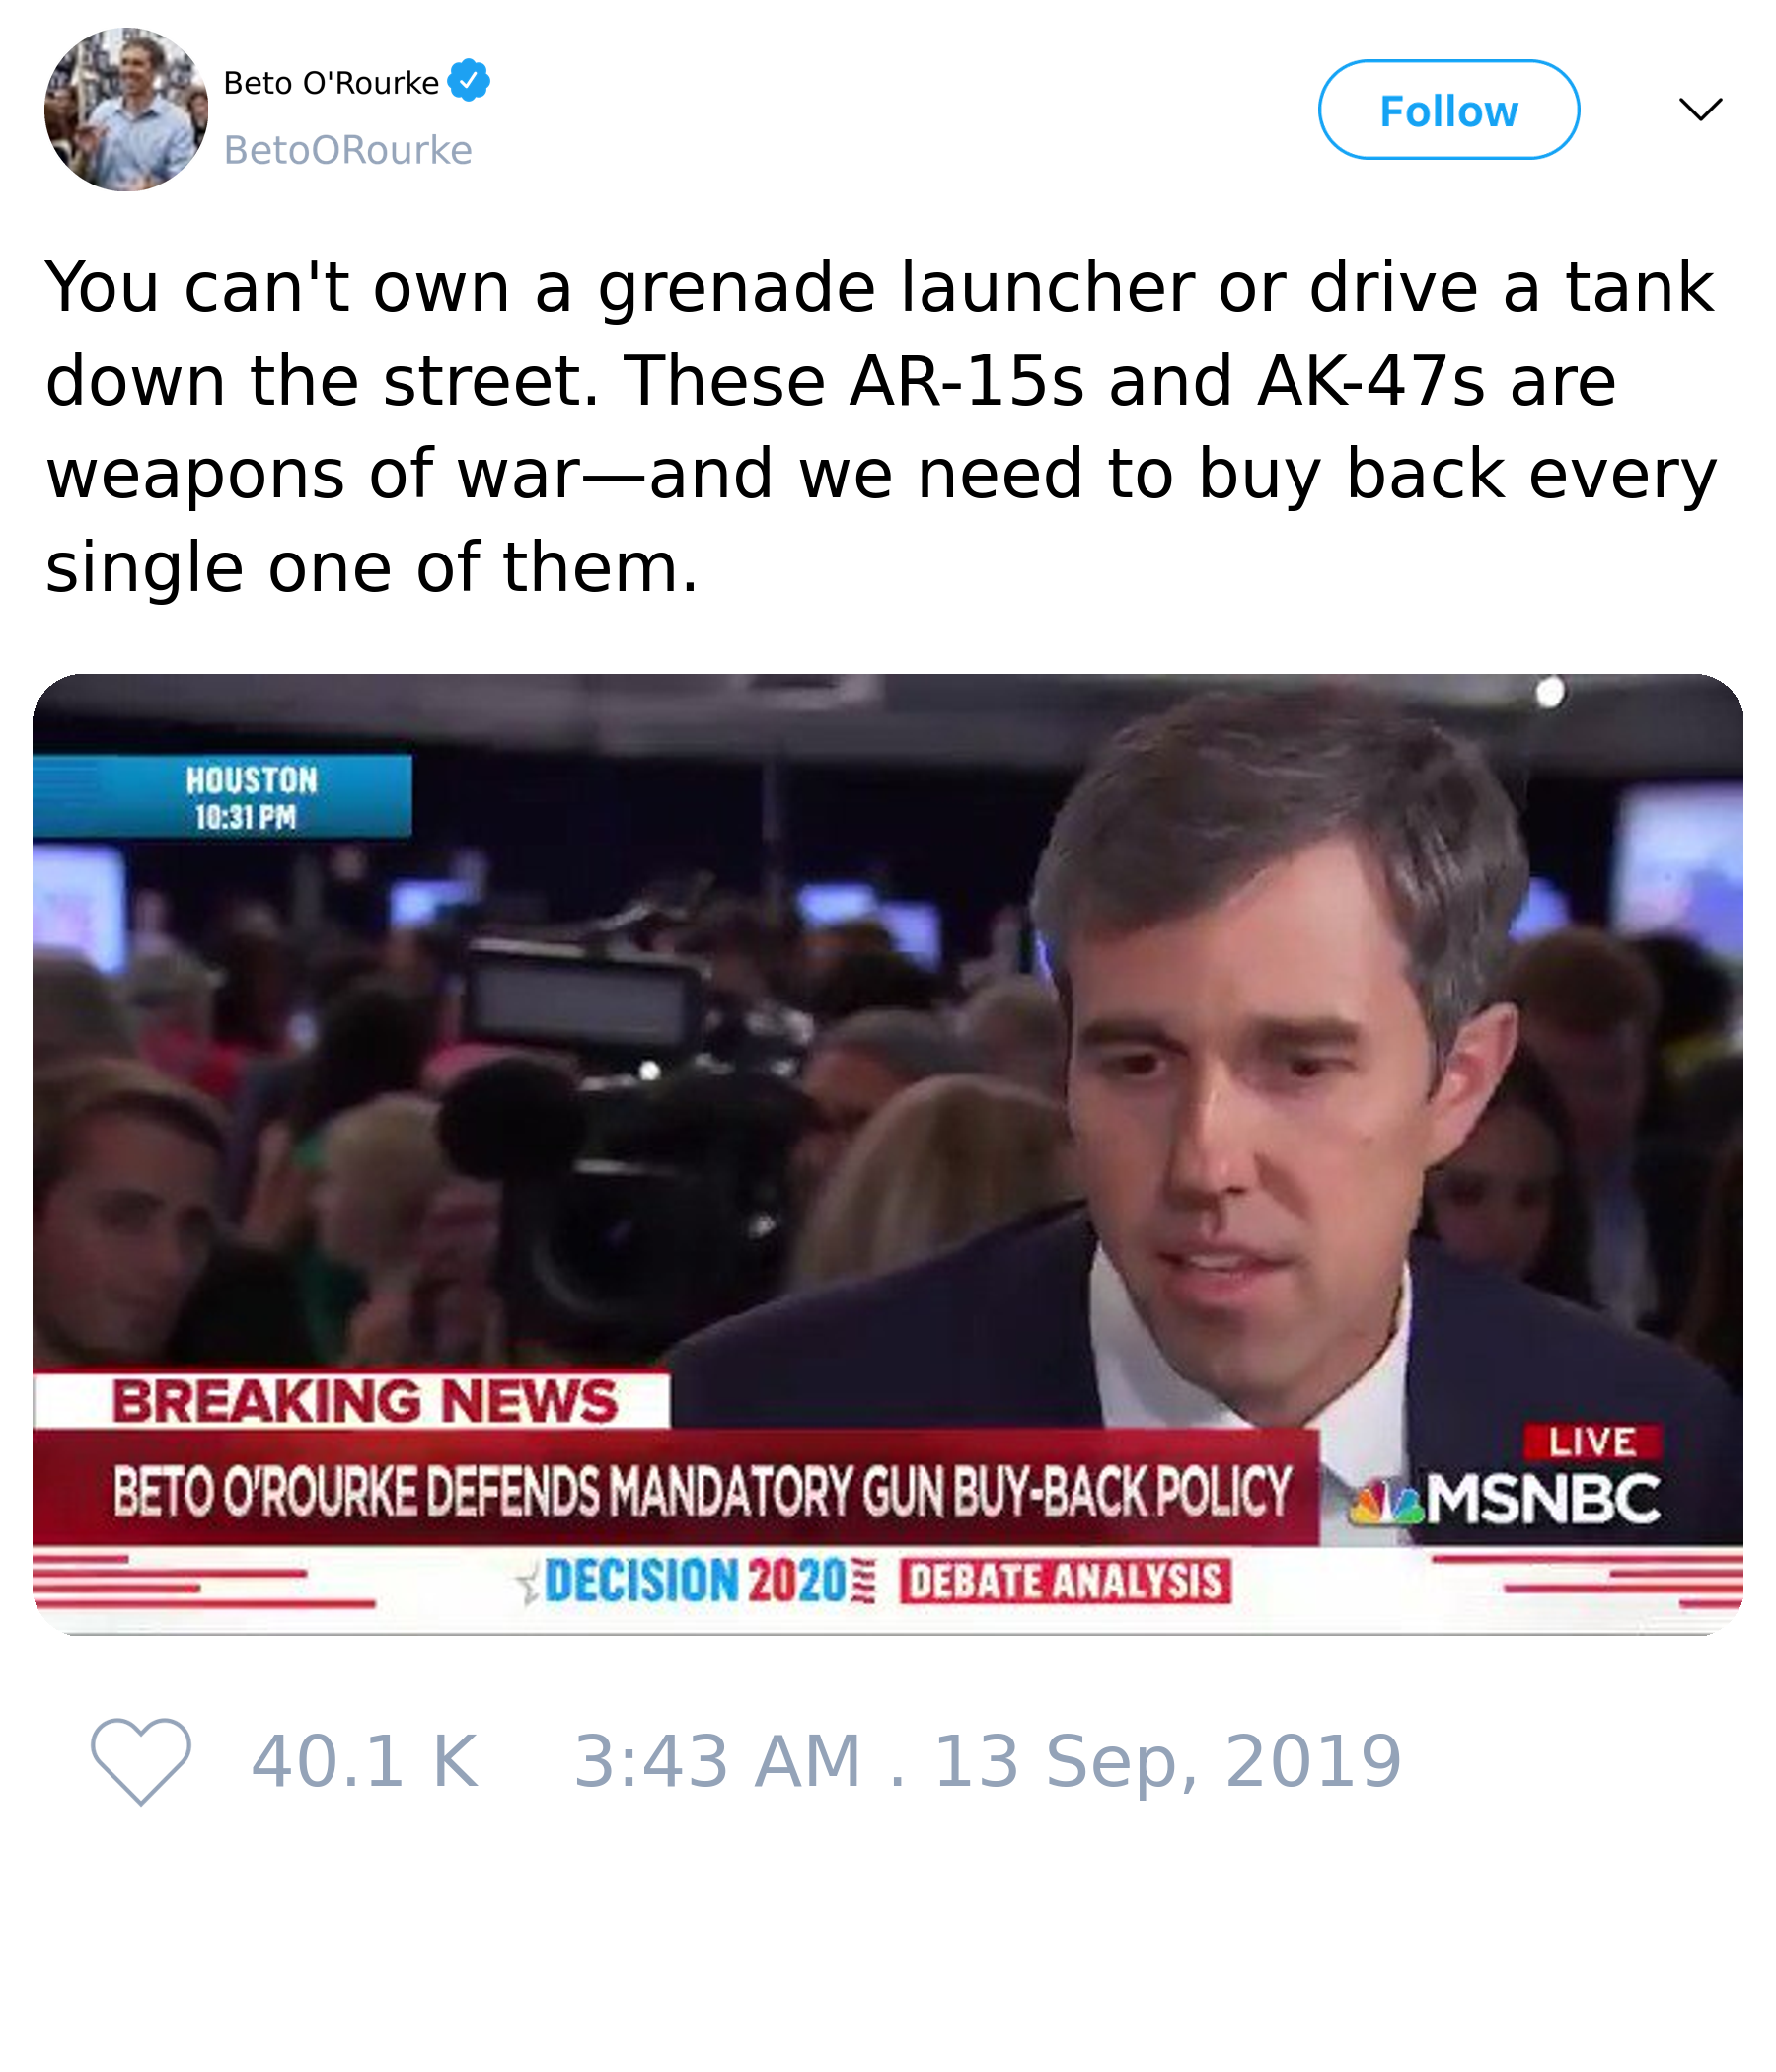 Beto O'Rourke
BetoORourke
Follow
You can't own a grenade launcher or drive a tank
down the street. These AR-15s and AK-47s are
weapons of war—and we need to buy back every
single one of them.
HOUSTON
10:31 PM
BREAKING NEWS
BETO O'ROURKE DEFENDS MANDATORY GUN BUY-BACK POLICY
LIVE
MSNBC
DECISION 2020 DEBATE ANALYSIS
40.1 K 3:43 AM . 13 Sep, 2019